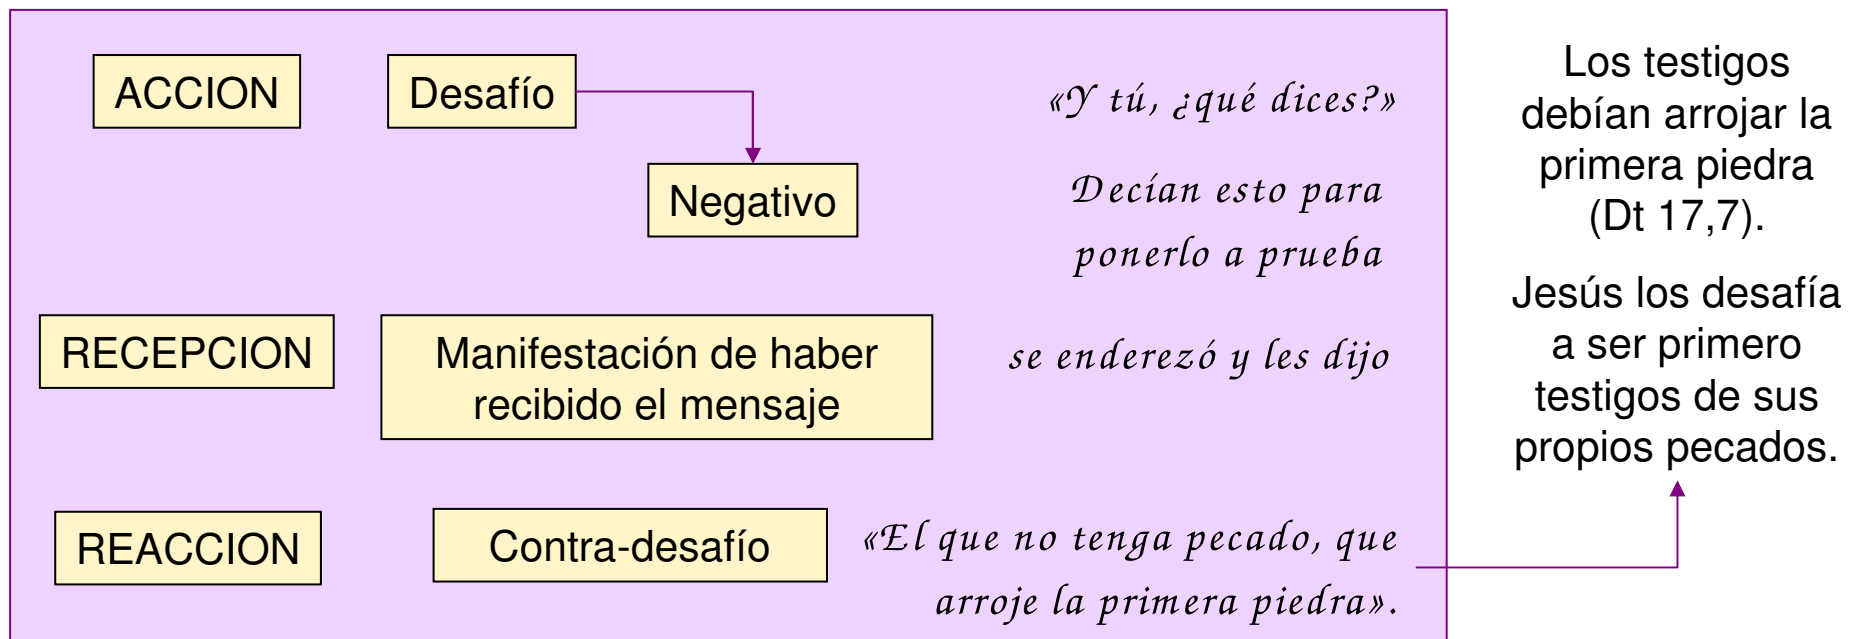 ACCION
Desafío
«Y tú, ¿qué dices?»
Negativo
Decían esto para
ponerlo a prueba
RECEPCION
Manifestación de haber
recibido el mensaje
se enderezó y les dijo
REACCION
Contra-desafío
«El que no tenga pecado, que
arroje la primera piedra».
Los testigos
debían arrojar la
primera piedra
(Dt 17,7).
Jesús los desafía
a ser primero
testigos de sus
propios pecados.